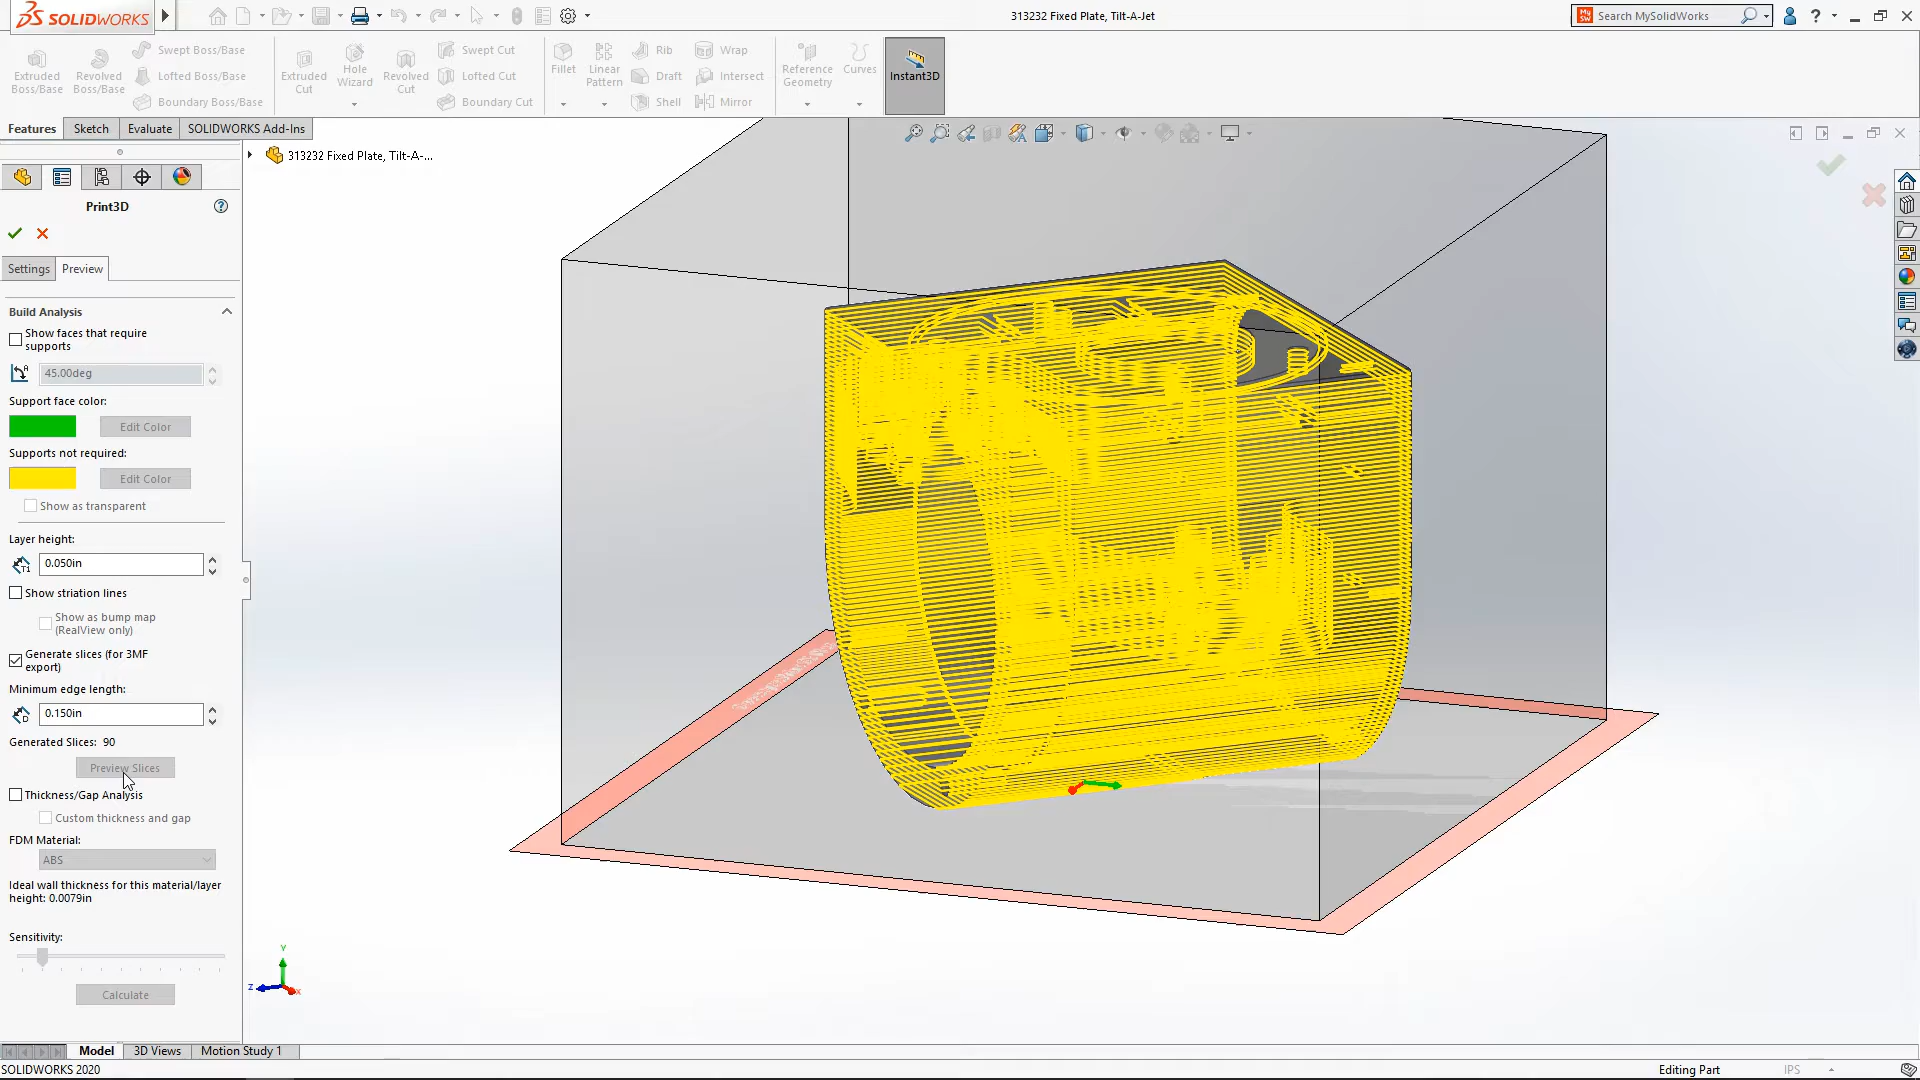 SOLIDWORKS
313232 Fixed Plate, Tilt-A-Jet
Search MySolidWorks
Extruded Boss/Base
Revolved Boss/Base
Swept Boss/Base
Lofted Boss/Base
Boundary Boss/Base
Extruded Cut
Hole Wizard
Revolved Cut
Swept Cut
Lofted Cut
Boundary Cut
Fillet
Linear Pattern
Rib
Draft
Shell
Wrap
Intersect
Mirror
Reference Geometry
Curves
Instant3D
Features
Sketch
Evaluate
SOLIDWORKS Add-Ins
313232 Fixed Plate, Tilt-A-...
Print3D
Settings
Preview
Build Analysis
Show faces that require
supports
45.00deg
Support face color:
Edit Color
Supports not required:
Edit Color
Show as transparent
Layer height:
0.050in
Show striation lines
Show as bump map
(RealView only)
Generate slices (for 3MF
export)
Minimum edge length:
0.150in
Generated Slices: 90
Preview Slices
Thickness/Gap Analysis
Custom thickness and gap
FDM Material:
ABS
Ideal wall thickness for this material/layer
height: 0.0079in
Sensitivity:
Calculate
Y
Z
X
Model
3D Views
Motion Study 1
SOLIDWORKS 2020
Editing Part
IPS